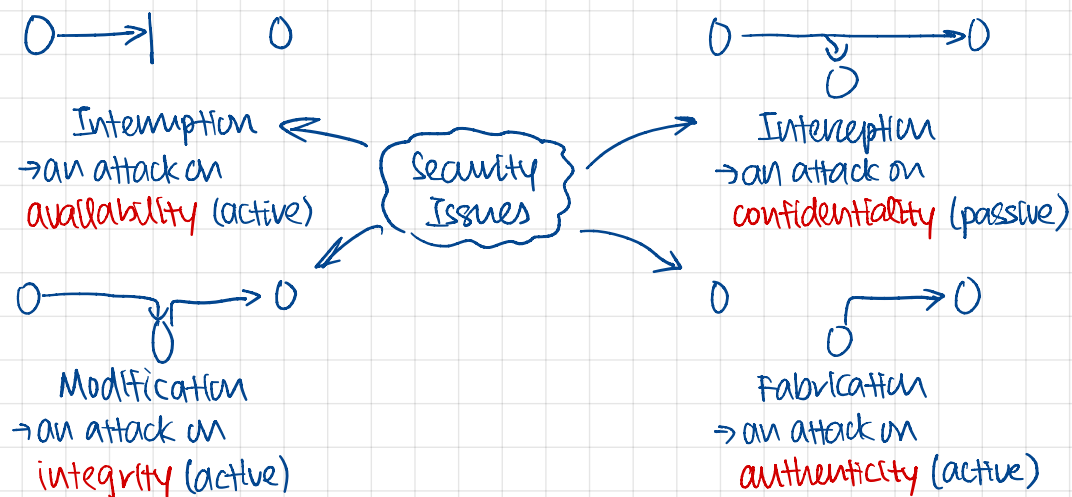 Interruption
→an attack on
availability (active)
Interception
→an attack on
confidentiality (passive)
Security
Issues
Modification
→ an attack on
integrity (active)
Fabrication
→ an attack on
authenticity (active)